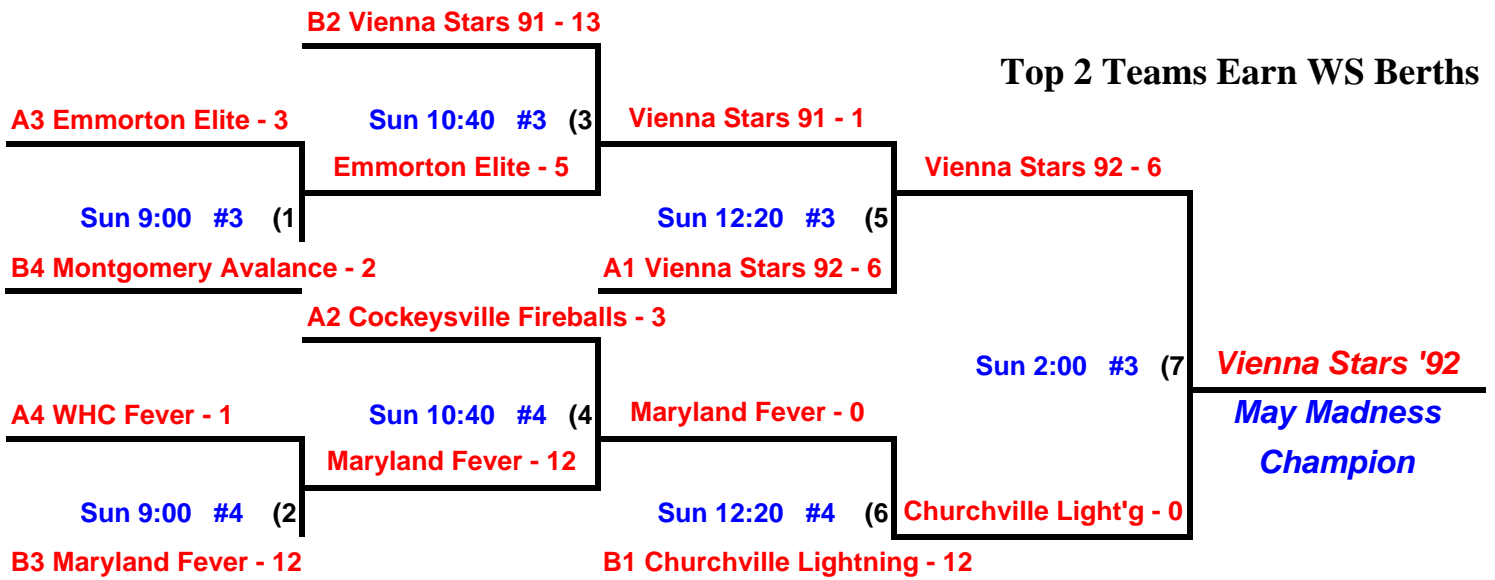 B2 Vienna Stars 91 - 13
Top 2 Teams Earn WS Berths
A3 Emmorton Elite - 3
Sun 10:40 #3 (3
Vienna Stars 91 - 1
Emmorton Elite - 5
Vienna Stars 92 - 6
Sun 9:00 #3 (1
Sun 12:20 #3 (5
B4 Montgomery Avalance - 2
A1 Vienna Stars 92 - 6
A2 Cockeysville Fireballs - 3
Sun 2:00 #3 (7
Vienna Stars '92
A4 WHC Fever - 1
Sun 10:40 #4 (4
Maryland Fever - 0
May Madness
Maryland Fever - 12
Champion
Sun 9:00 #4 (2
Sun 12:20 #4 (6
Churchville Light'g - 0
B3 Maryland Fever - 12
B1 Churchville Lightning - 12